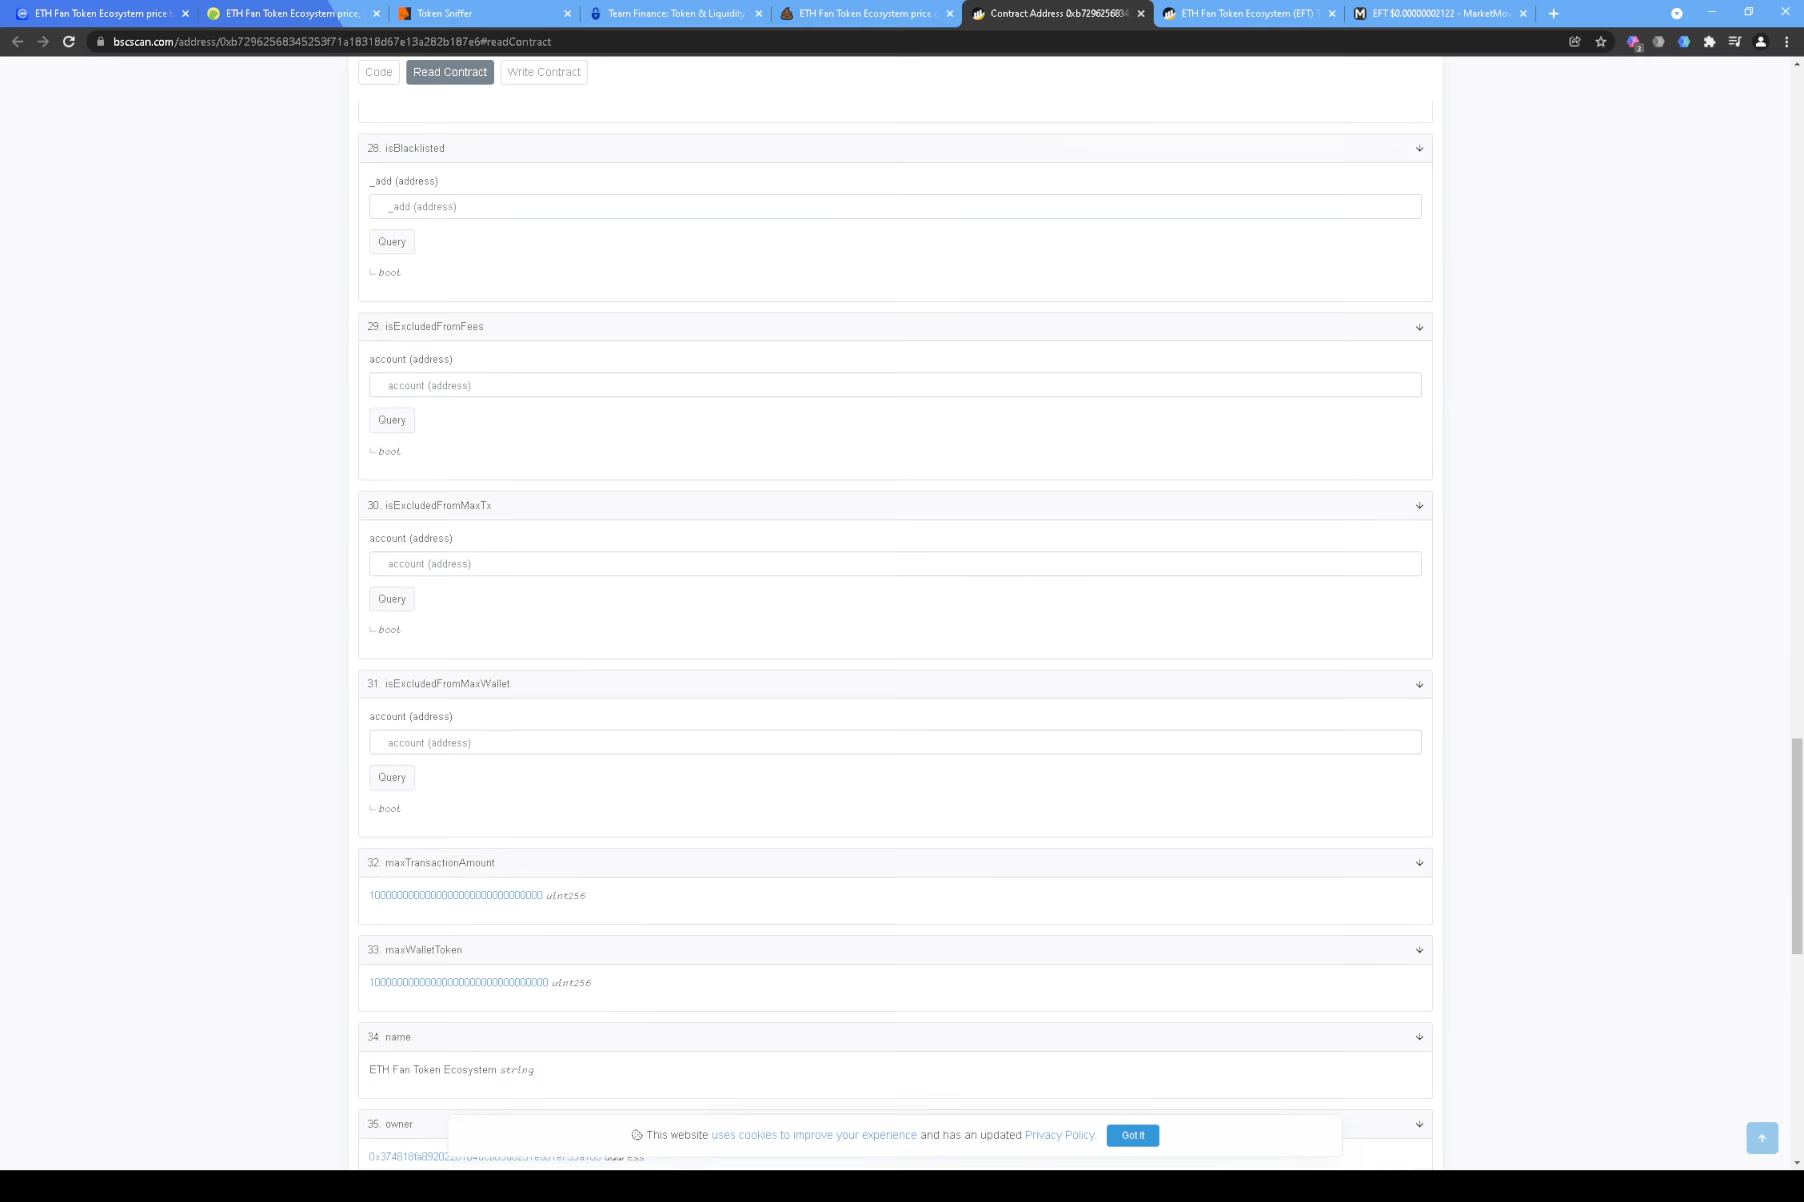 ETH Fan Token Ecosystem price t
ETH Fan Token Ecosystem price,
Token Sniffer
Team Finance: Token & Liquidity
ETH Fan Token Ecosystem price
Contract Address 0xb7296256834
ETH Fan Token Ecosystem (EFT) T
EFT $0.00000002122 - MarketMov
bscscan.com/address/0xb72962568345253f71a18318d67e13a282b187e6#readContract
3
Code
Read Contract
Write Contract
28. isBlacklisted
_add (address)
_add (address)
Query
bool
29. isExcludedFromFees
account (address)
account (address)
Query
bool
30. isExcludedFromMaxTx
account (address)
account (address)
Query
bool
31. isExcludedFromMaxWallet
account (address)
account (address)
Query
bool
32. maxTransactionAmount
uint256
33. maxWalletToken
uint256
34. name
ETH Fan Token Ecosystem string
35. owner
This website uses cookies to improve your experience and has an updated Privacy Policy.
Got It
address